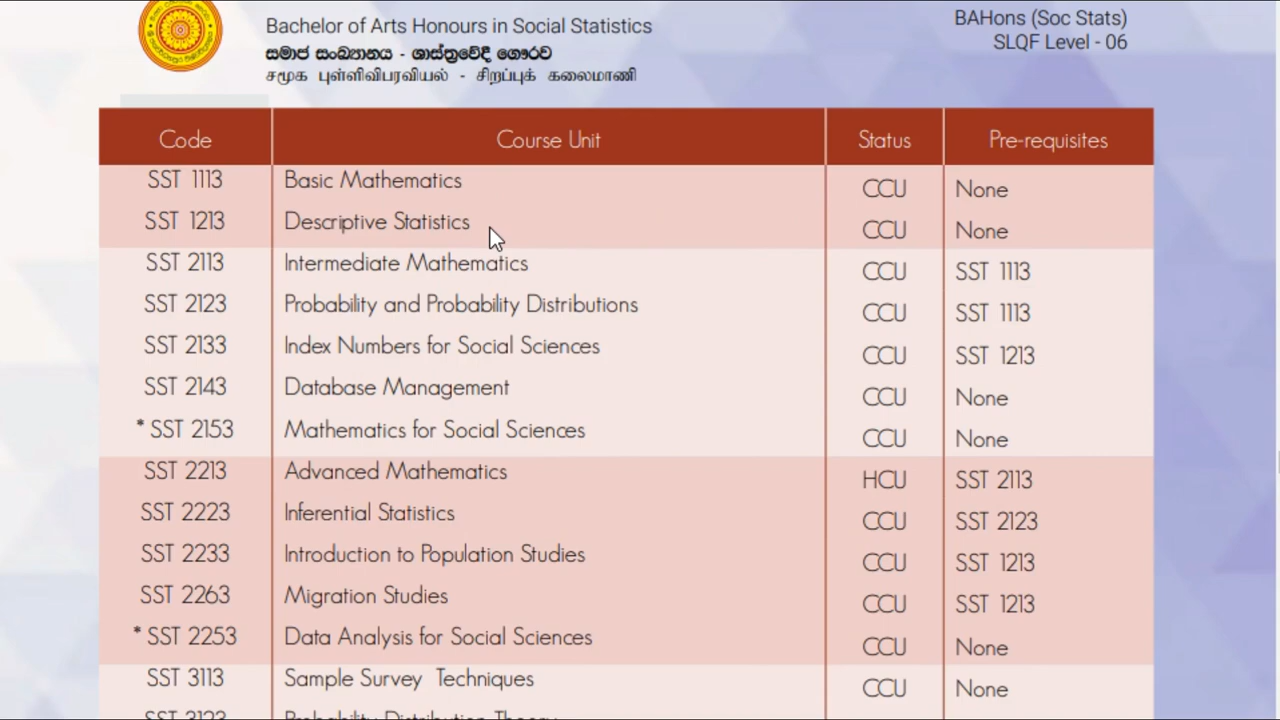 Bachelor of Arts Honours in Social Statistics
සමාජ සංඛ්‍යානය - ශාස්ත්‍රවේදී ගෞරව
சமூக புள்ளிவிபரவியல் - சிறப்புக் கலைமாணி
BAHons (Soc Stats)
SLQF Level - 06
Code Course Unit Status Pre-requisites
SST 1113 Basic Mathematics CCU None
SST 1213 Descriptive Statistics CCU None
SST 2113 Intermediate Mathematics CCU SST 1113
SST 2123 Probability and Probability Distributions CCU SST 1113
SST 2133 Index Numbers for Social Sciences CCU SST 1213
SST 2143 Database Management CCU None
* SST 2153 Mathematics for Social Sciences CCU None
SST 2213 Advanced Mathematics HCU SST 2113
SST 2223 Inferential Statistics CCU SST 2123
SST 2233 Introduction to Population Studies CCU SST 1213
SST 2263 Migration Studies CCU SST 1213
* SST 2253 Data Analysis for Social Sciences CCU None
SST 3113 Sample Survey Techniques CCU None
SST 3123 Probability Distribution Theory